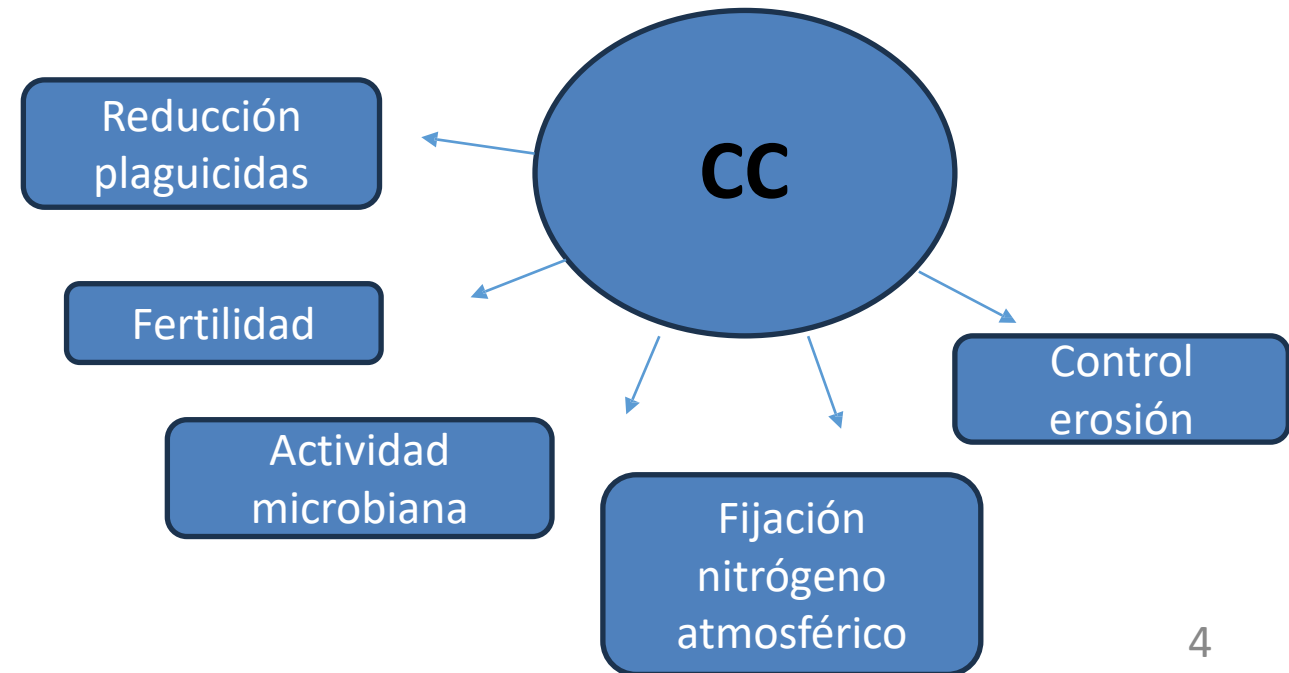 CC
Reducción
plaguicidas
Fertilidad
Actividad
microbiana
Fijación
nitrógeno
atmosférico
Control
erosión
4